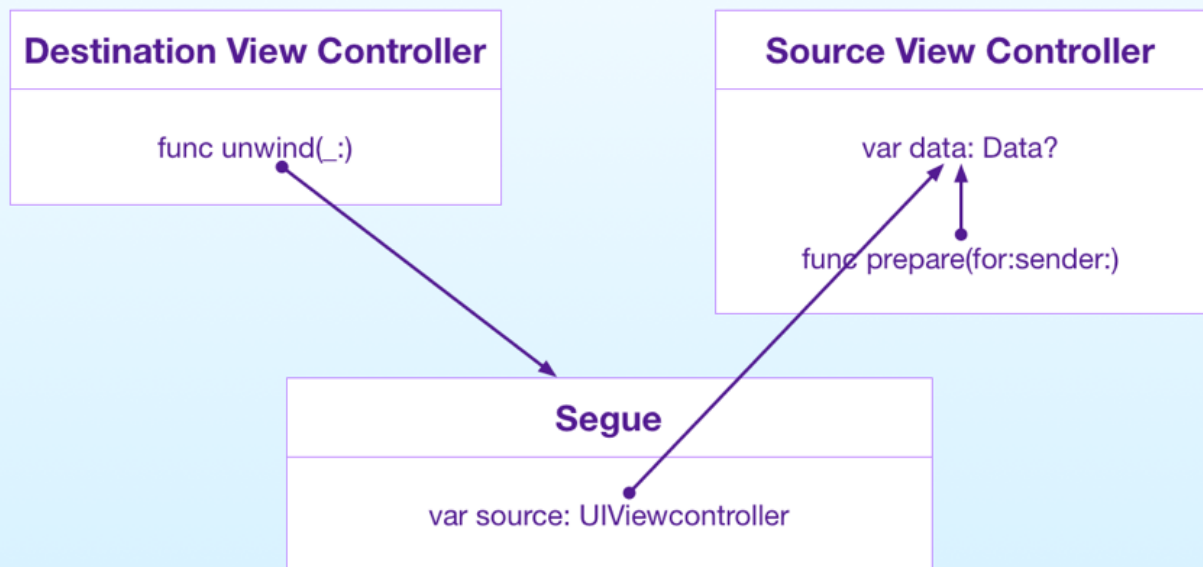 Destination View Controller
func unwind(_:)
Source View Controller
var data: Data?
func prepare(for:sender:)
Segue
var source: UIViewcontroller